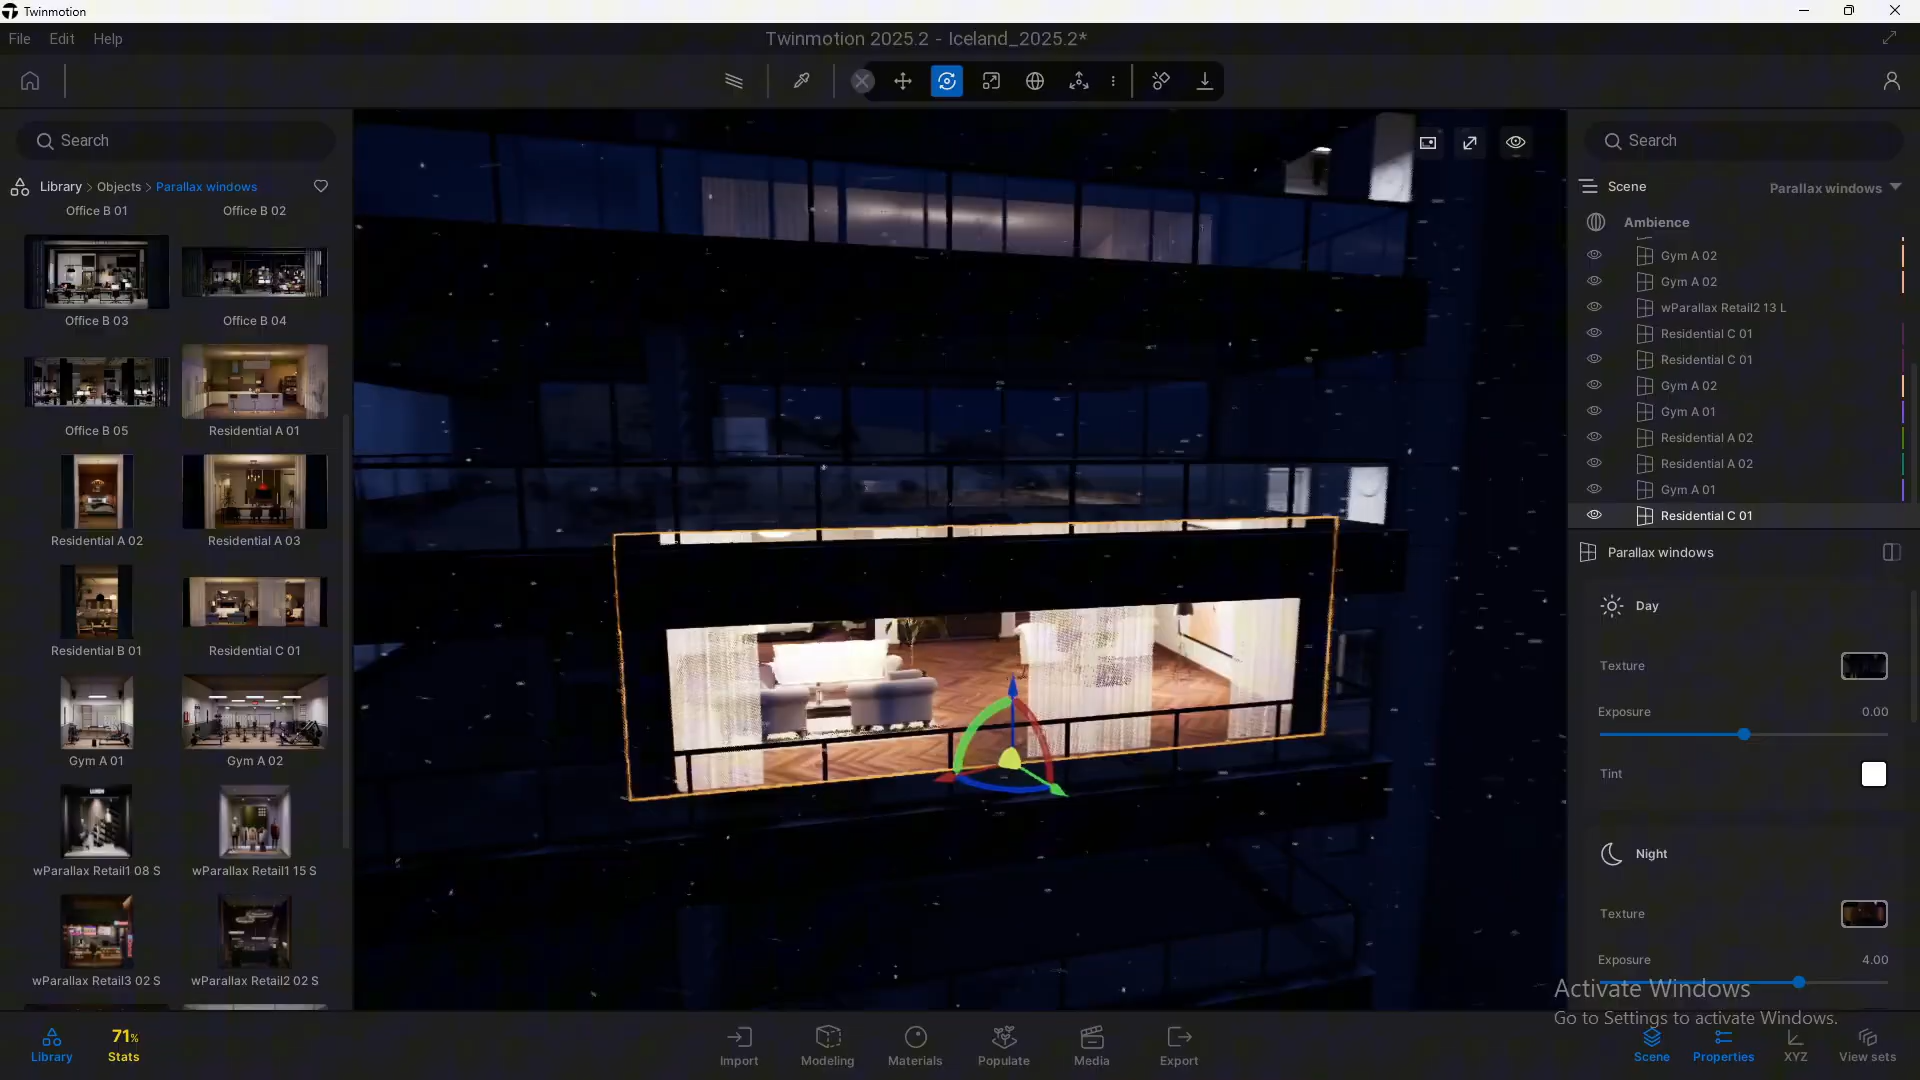 Twinmotion
File Edit Help
Twinmotion 2025.2 - Iceland_2025.2*
Search
Library > Objects > Parallax windows
Office B 01
Office B 02
Office B 03
Office B 04
Office B 05
Residential A 01
Residential A 02
Residential A 03
Residential B 01
Residential C 01
Gym A 01
Gym A 02
wParallax Retail1 08 S
wParallax Retail1 15 S
wParallax Retail3 02 S
wParallax Retail2 02 S
Search
Scene
Parallax windows
Ambience
Gym A 02
Gym A 02
wParallax Retail2 13 L
Residential C 01
Residential C 01
Gym A 02
Gym A 01
Residential A 02
Residential A 02
Gym A 01
Residential C 01
Parallax windows
Day
Texture
Exposure 0.00
Tint
Night
Texture
Exposure 4.00
Activate Windows
Go to Settings to activate Windows.
Library
71%
Stats
Import
Modeling
Materials
Populate
Media
Export
Scene
Properties
XYZ
View sets